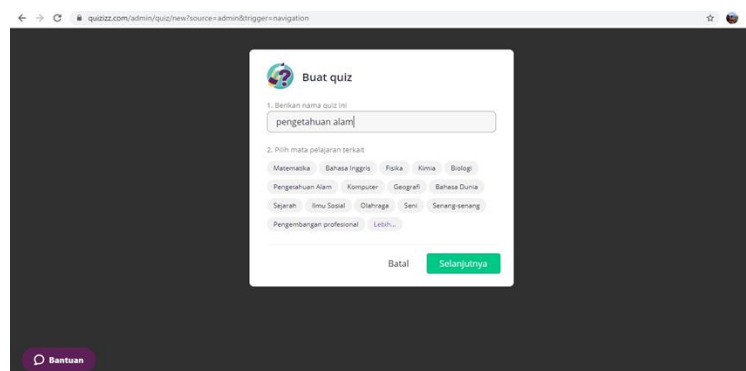 quizizz.com/admin/quiz/new?source=admin&trigger=navigation
Buat quiz
1. Berikan nama quiz ini
pengetahuan alam
2. Pilih mata pelajaran terkait
Matematika Bahasa Inggris Fisika Kimia Biologi
Pengetahuan Alam Komputer Geografi Bahasa Dunia
Sejarah Ilmu Sosial Olahraga Seni Senang-senang
Pengembangan profesional Lebih...
Batal Selanjutnya
Bantuan